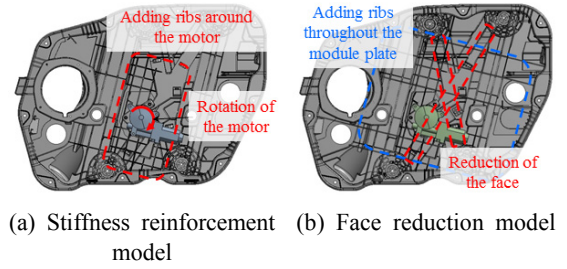 Adding ribs around
the motor
Rotation of
the motor
Adding ribs
throughout the
module plate
Reduction of
the face
(a) Stiffness reinforcement
model
(b) Face reduction model